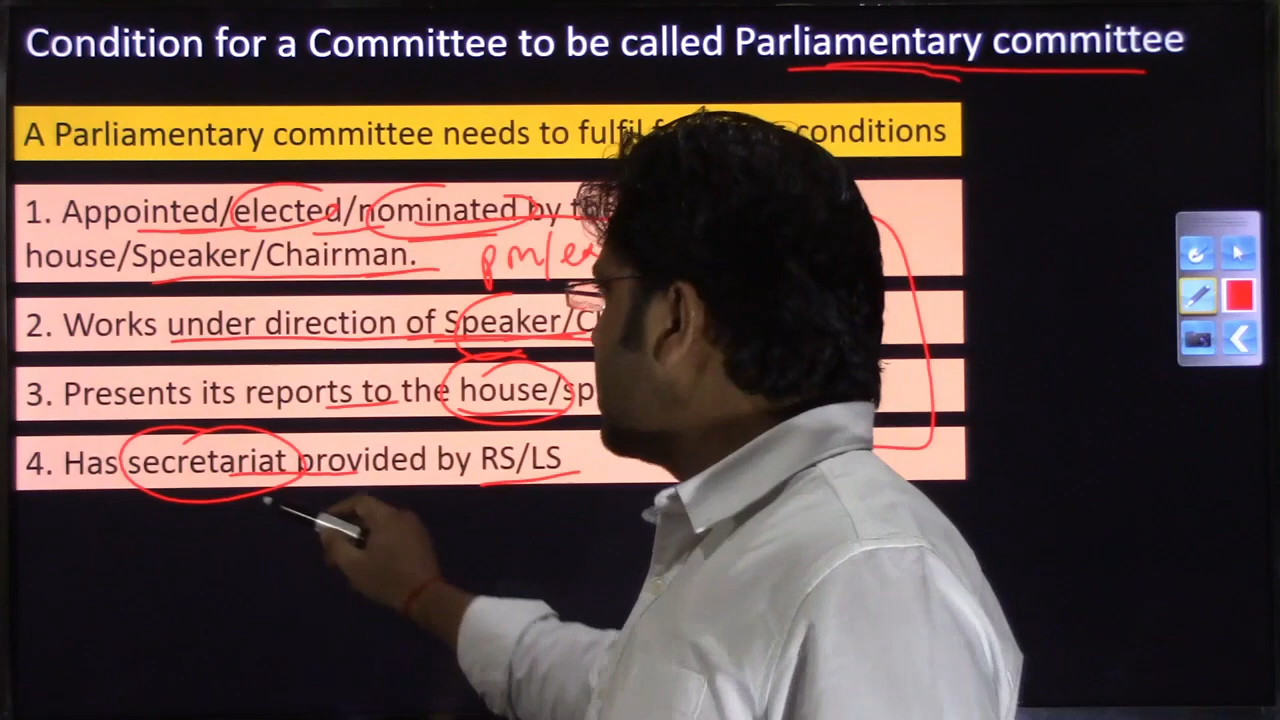 Condition for a Committee to be called Parliamentary committee
A Parliamentary committee needs to fulfil conditions
1. Appointed/elected/nominated by
house/Speaker/Chairman. pm/
2. Works under direction of Speaker/
3. Presents its reports to the house/
4. Has secretariat provided by RS/LS